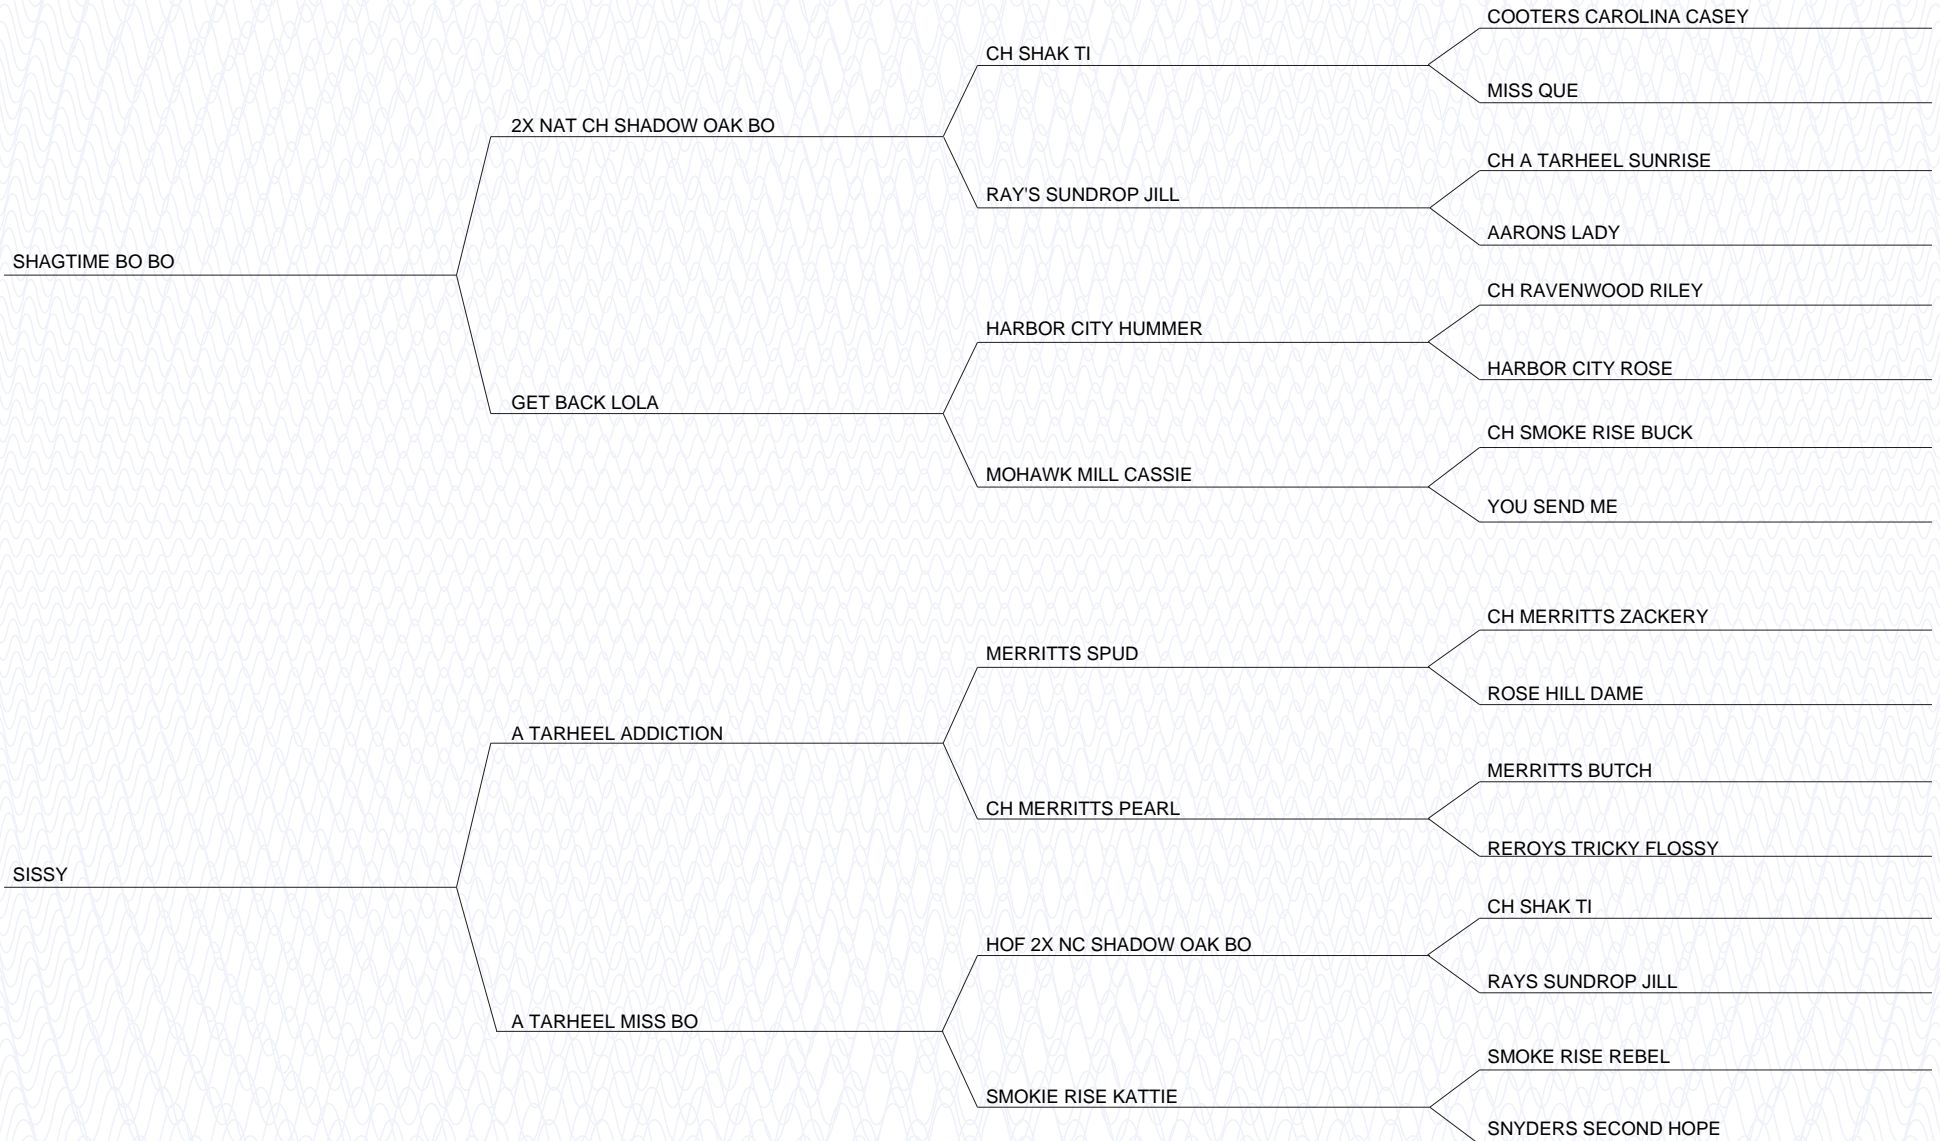 COOTERS CAROLINA CASEY
CH SHAK TI
MISS QUE
2X NAT CH SHADOW OAK BO
CH A TARHEEL SUNRISE
RAY'S SUNDROP JILL
AARONS LADY
SHAGTIME BO BO
CH RAVENWOOD RILEY
HARBOR CITY HUMMER
HARBOR CITY ROSE
GET BACK LOLA
CH SMOKE RISE BUCK
MOHAWK MILL CASSIE
YOU SEND ME
CH MERRITTS ZACKERY
MERRITTS SPUD
ROSE HILL DAME
A TARHEEL ADDICTION
MERRITTS BUTCH
CH MERRITTS PEARL
REROYS TRICKY FLOSSY
SISSY
CH SHAK TI
HOF 2X NC SHADOW OAK BO
RAYS SUNDROP JILL
A TARHEEL MISS BO
SMOKE RISE REBEL
SMOKIE RISE KATTIE
SNYDERS SECOND HOPE